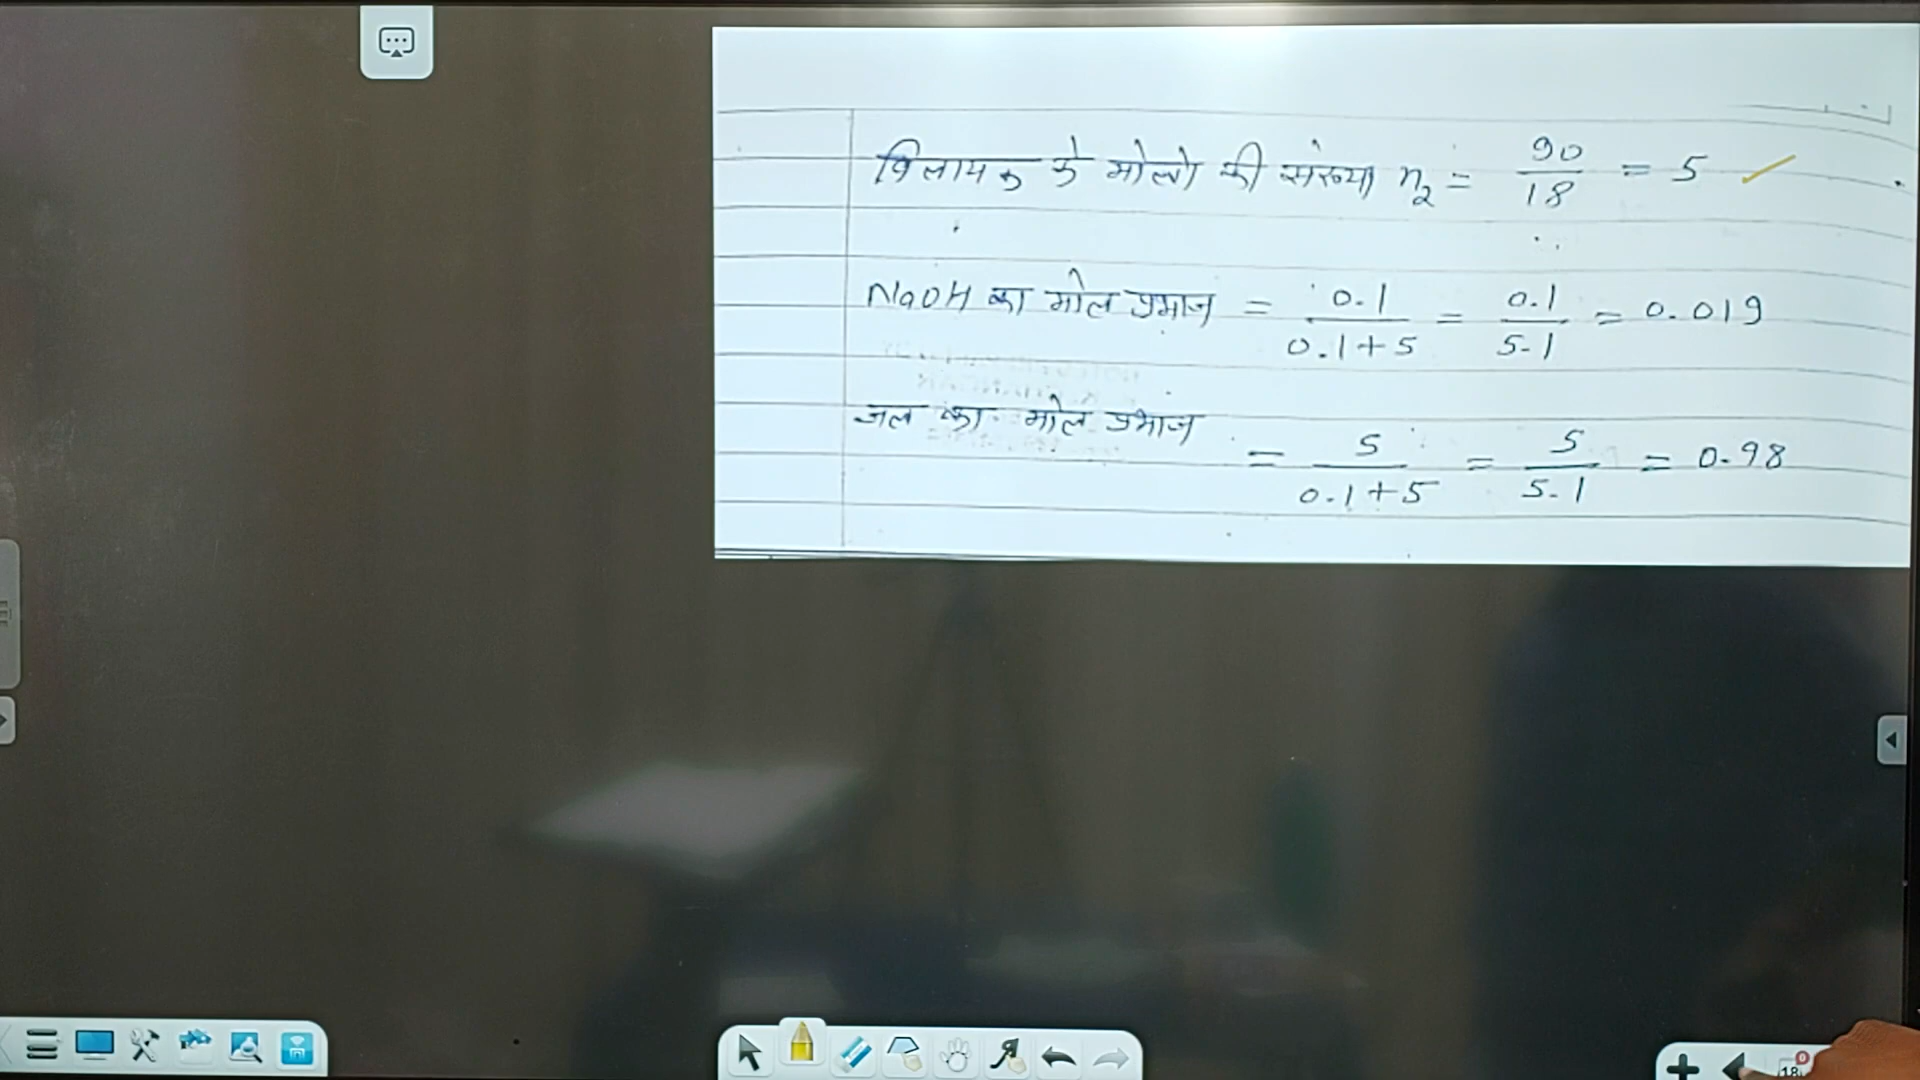 विलायक के मोलो की संख्या n₂ = 90/18 = 5 ✓
NaOH का मोल प्रभाज = 0.1/0.1+5 = 0.1/5.1 = 0.019
जल का मोल प्रभाज = 5/0.1+5 = 5/5.1 = 0.98
18